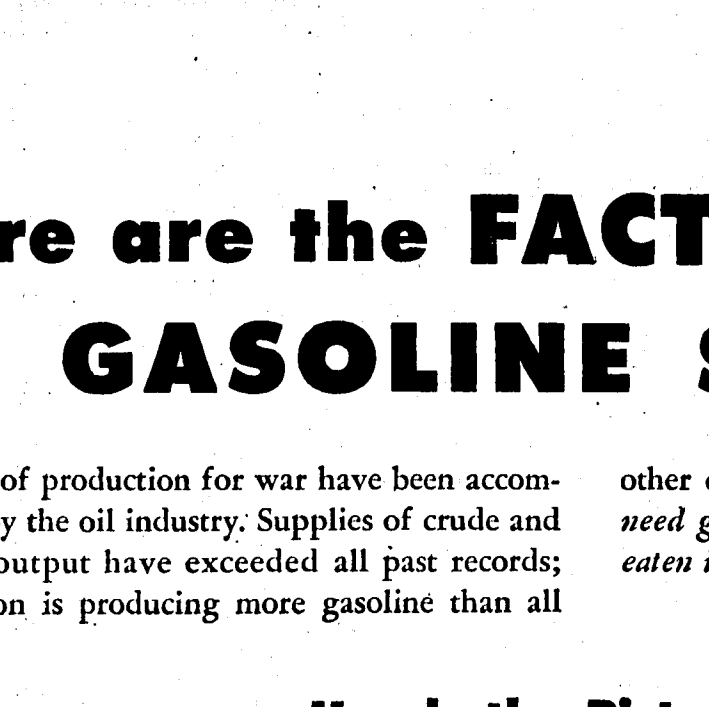 re are the FACT
GASOLINE S
of production for war have been accom-
y the oil industry. Supplies of crude and
output have exceeded all past records;
on is producing more gasoline than all
other
need g
eaten